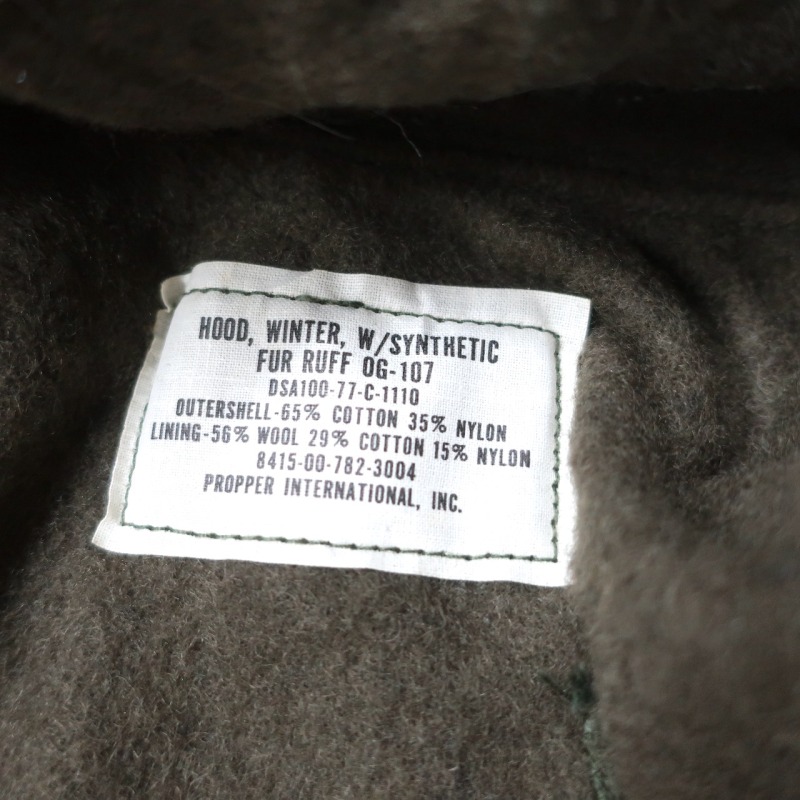 HOOD, WINTER, W/SYNTHETIC
FUR RUFF OG-107
DSA100-77-C-1110
OUTERSHELL-65% COTTON 35% NYLON
LINING-56% WOOL 29% COTTON 15% NYLON
8415-00-782-3004
PROPPER INTERNATIONAL, INC.